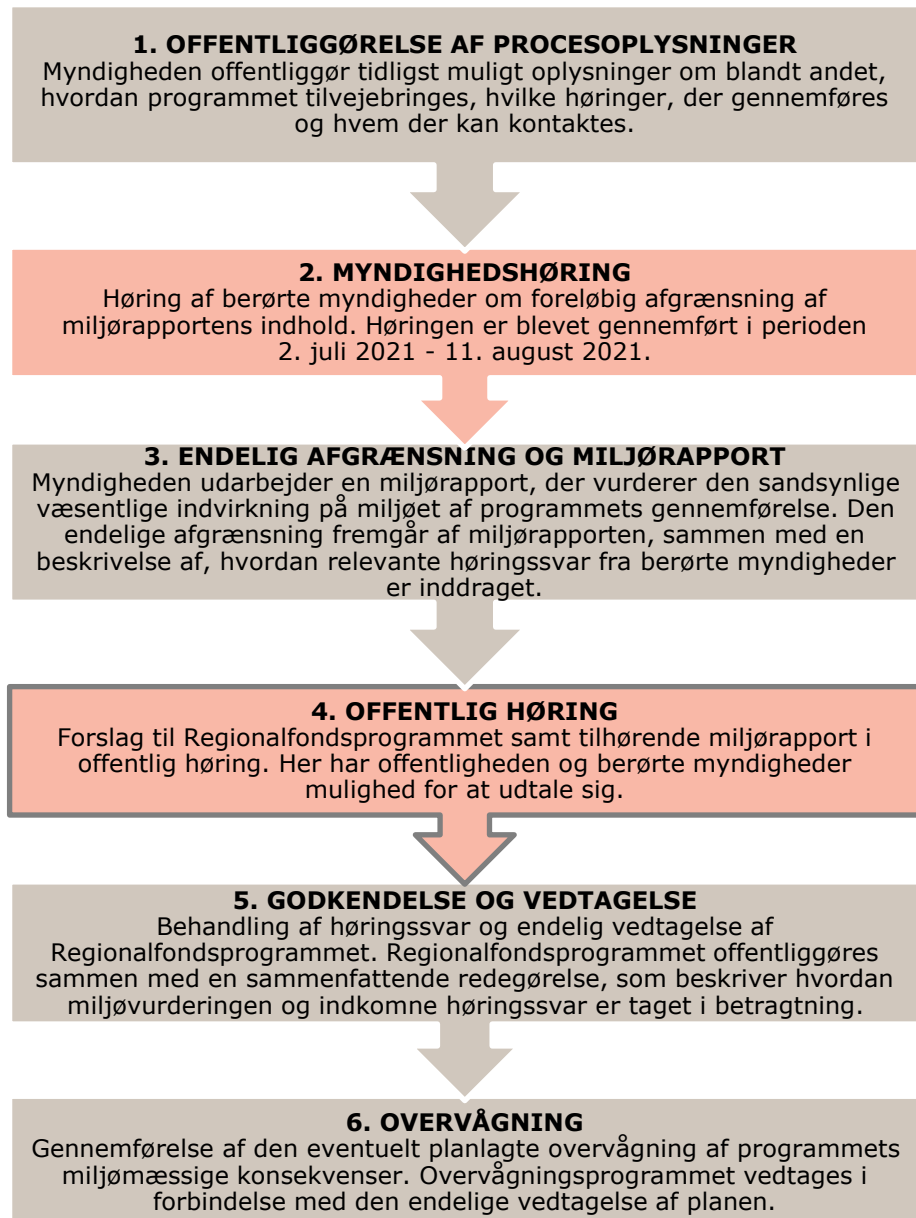 1. OFFENTLIGGØRELSE AF PROCESOPLYSNINGER
Myndigheden offentliggør tidligst muligt oplysninger om blandt andet,
hvordan programmet tilvejebringes, hvilke høringer, der gennemføres
og hvem der kan kontaktes.
2. MYNDIGHEDSHØRING
Høring af berørte myndigheder om foreløbig afgrænsning af
miljørapportens indhold. Høringen er blevet gennemført i perioden
2. juli 2021 - 11. august 2021.
3. ENDELIG AFGRÆNSNING OG MILJØRAPPORT
Myndigheden udarbejder en miljørapport, der vurderer den sandsynlige
væsentlige indvirkning på miljøet af programmets gennemførelse. Den
endelige afgrænsning fremgår af miljørapporten, sammen med en
beskrivelse af, hvordan relevante høringssvar fra berørte myndigheder
er inddraget.
4. OFFENTLIG HØRING
Forslag til Regionalfondsprogrammet samt tilhørende miljørapport i
offentlig høring. Her har offentligheden og berørte myndigheder
mulighed for at udtale sig.
5. GODKENDELSE OG VEDTAGELSE
Behandling af høringssvar og endelig vedtagelse af
Regionalfondsprogrammet. Regionalfondsprogrammet offentliggøres
sammen med en sammenfattende redegørelse, som beskriver hvordan
miljøvurderingen og indkomne høringssvar er taget i betragtning.
6. OVERVÅGNING
Gennemførelse af den eventuelt planlagte overvågning af programmets
miljømæssige konsekvenser. Overvågningsprogrammet vedtages i
forbindelse med den endelige vedtagelse af planen.